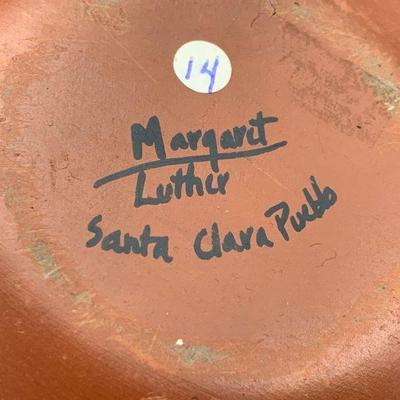 14
Margaret
Luther
Santa Clara Pueblo